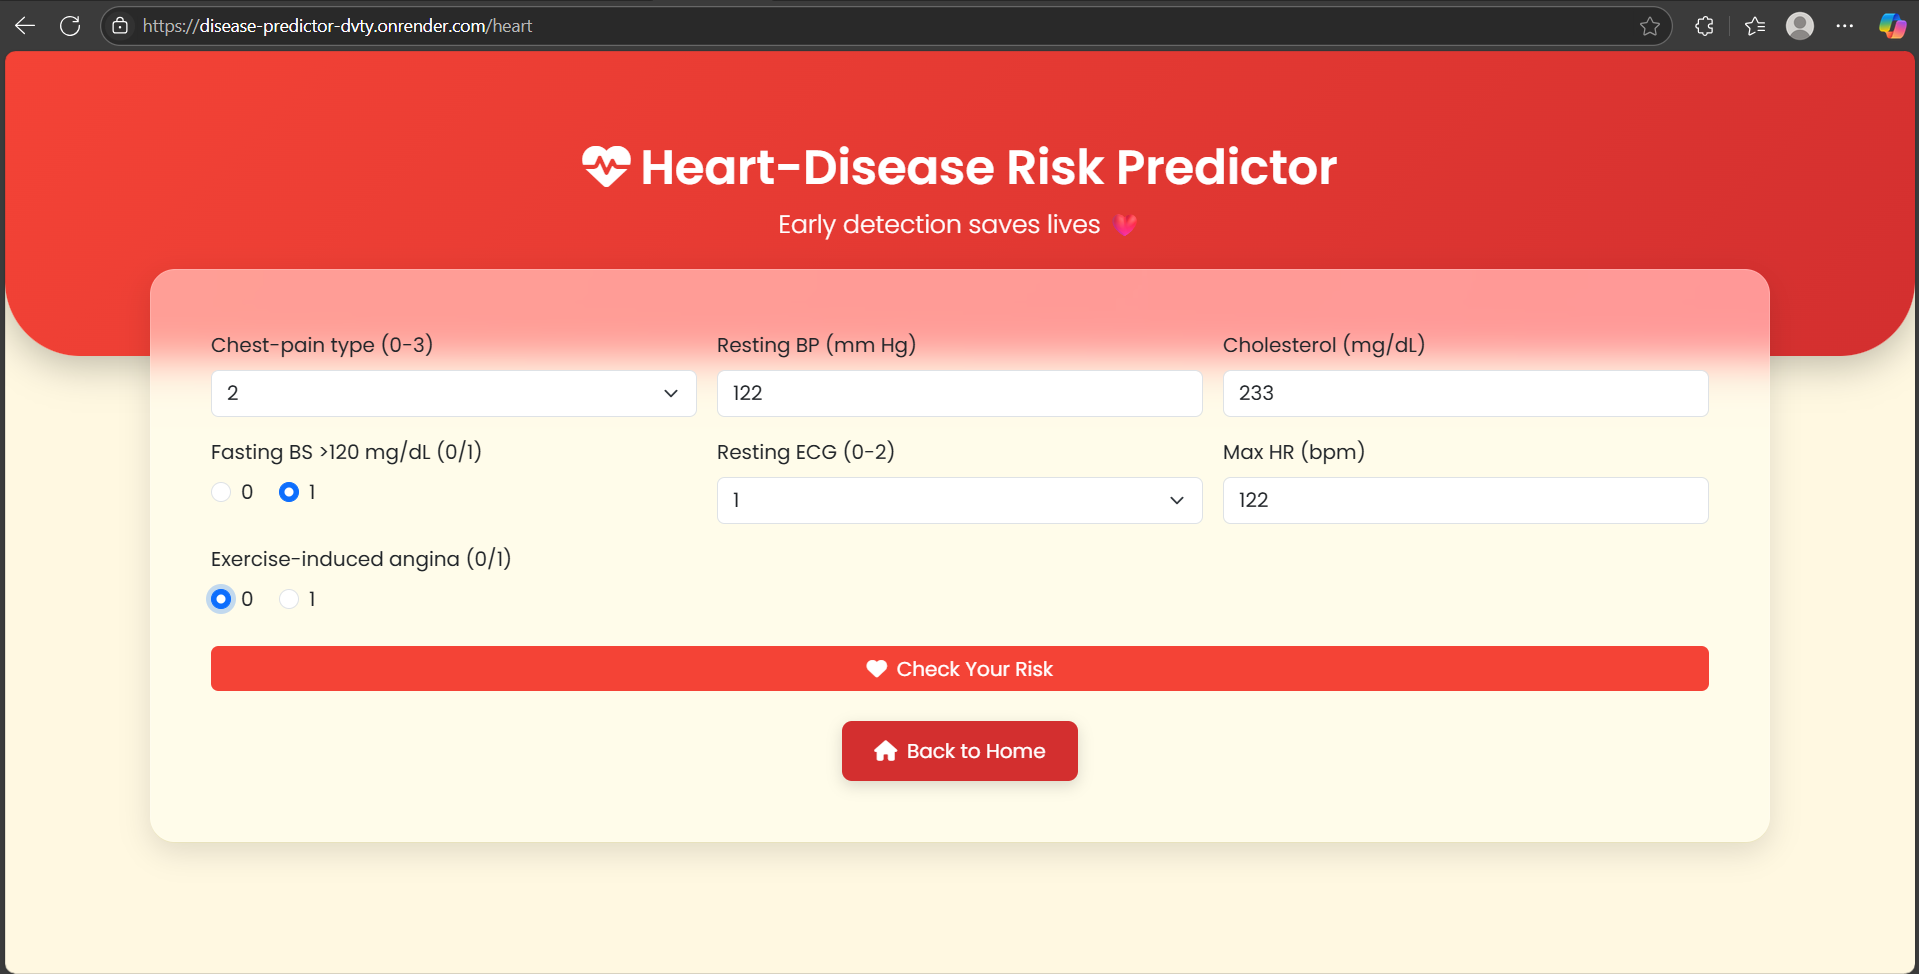 https://disease-predictor-dvty.onrender.com/heart
Heart-Disease Risk Predictor
Early detection saves lives
Chest-pain type (0-3)
Resting BP (mm Hg)
Cholesterol (mg/dL)
2
122
233
Fasting BS >120 mg/dL (0/1)
Resting ECG (0-2)
Max HR (bpm)
0 1
1
122
Exercise-induced angina (0/1)
0 1
Check Your Risk
Back to Home